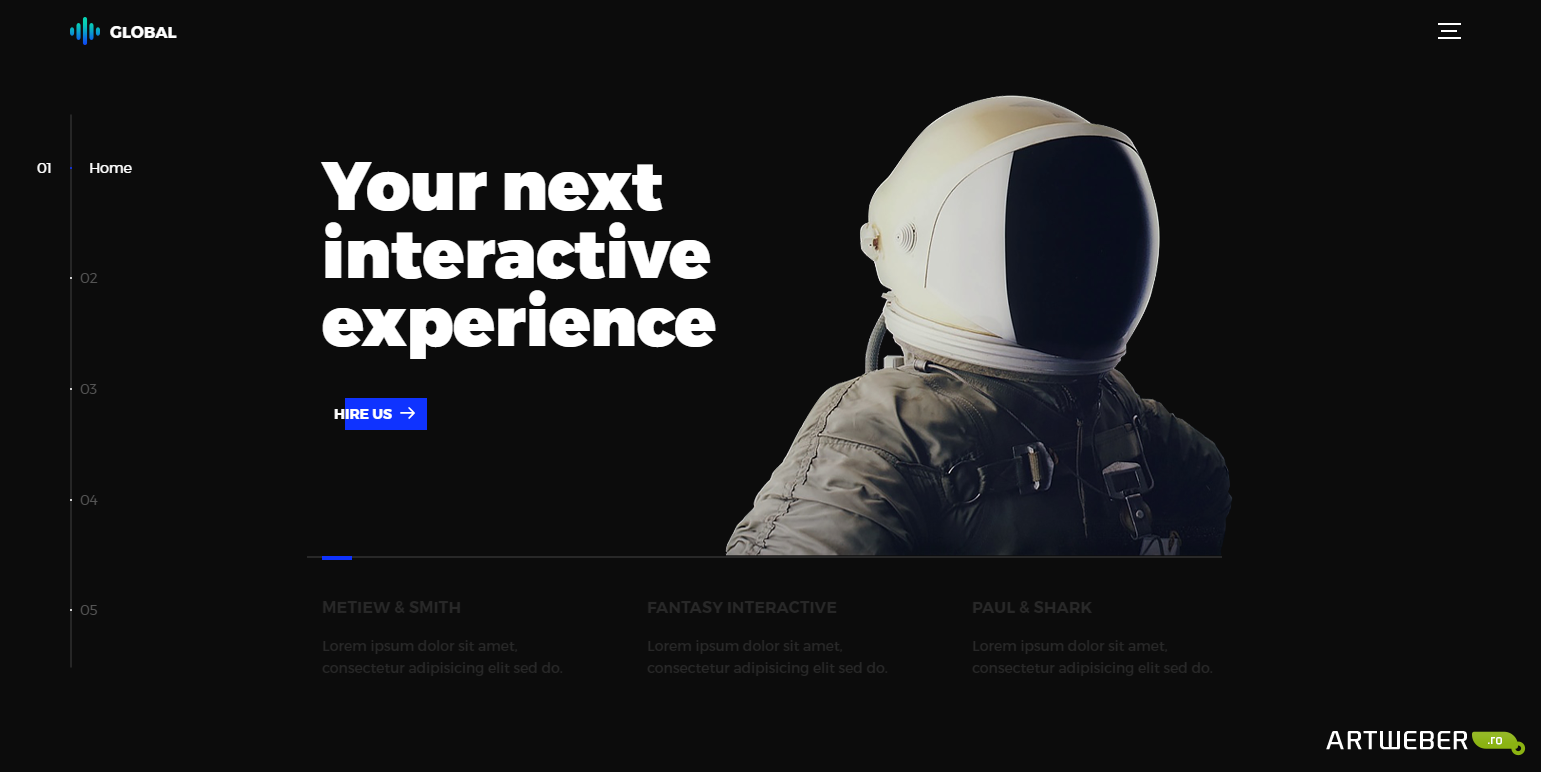 GLOBAL
01 Home
Your next
interactive
experience
02
03
HIRE US
04
05
METIEW & SMITH
Lorem ipsum dolor sit amet,
consectetur adipisicing elit sed do.
FANTASY INTERACTIVE
Lorem ipsum dolor sit amet,
consectetur adipisicing elit sed do.
PAUL & SHARK
Lorem ipsum dolor sit amet,
consectetur adipisicing elit sed do.
ARTWEBER .ro